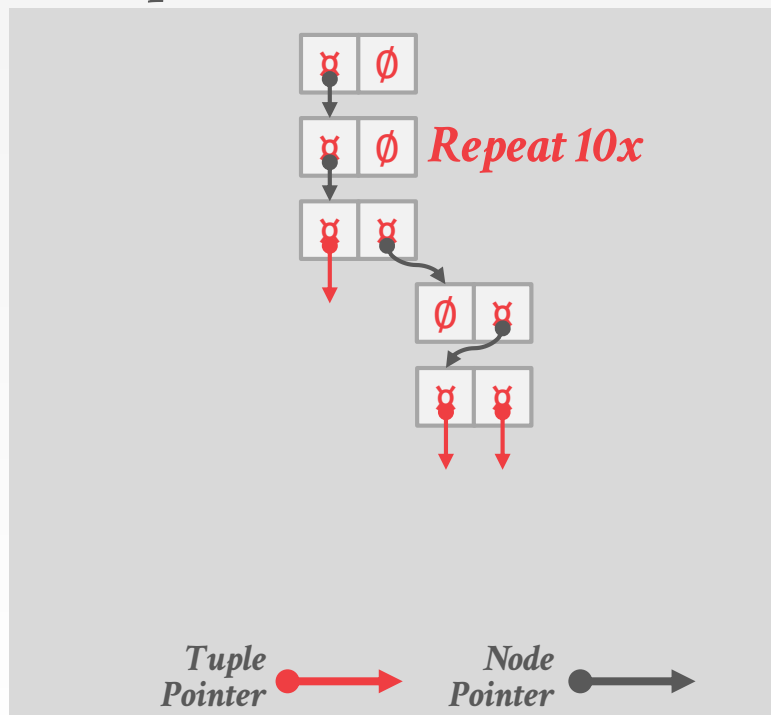 ¤ Ø
¤ Ø Repeat 10x
¤ ¤
Ø ¤
¤ ¤
Tuple Pointer
Node Pointer